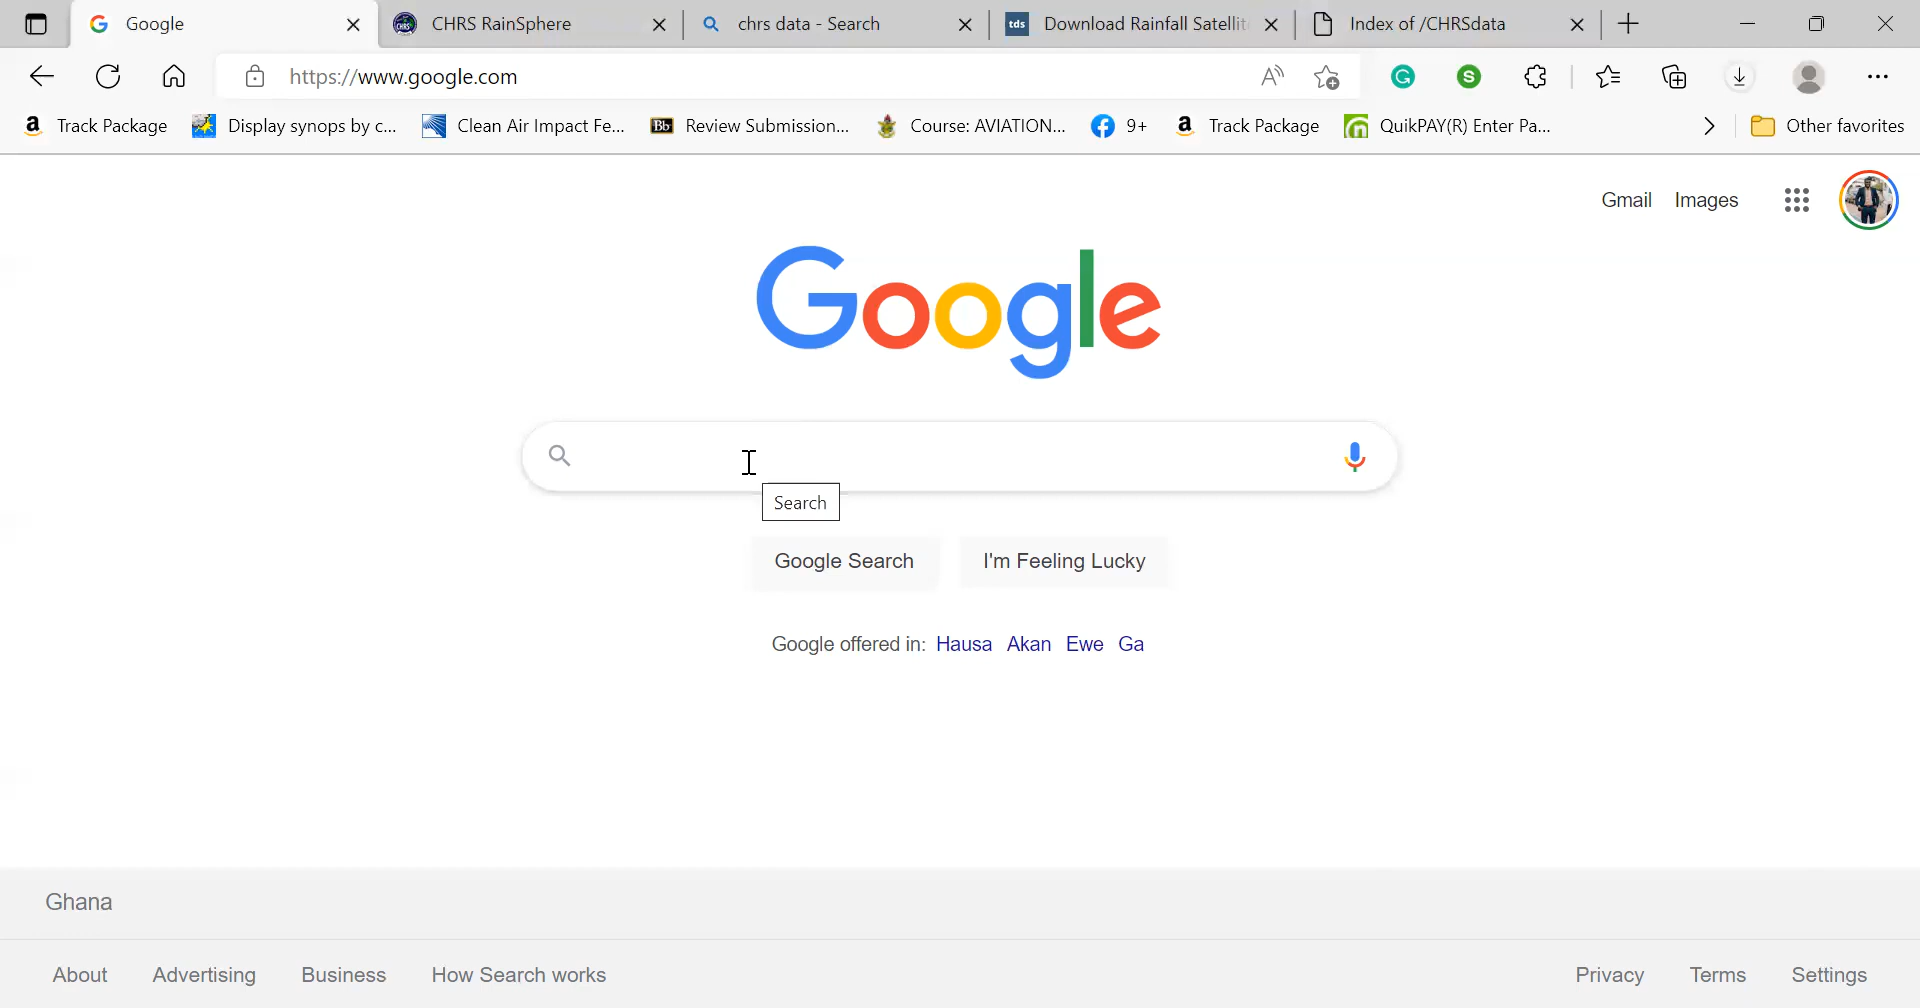 Google
CHRS RainSphere
chrs data - Search
tds Download Rainfall Satellit
Index of /CHRSdata
https://www.google.com
A
G
S
a Track Package
Display synops by c...
Clean Air Impact Fe...
Bb Review Submission...
Course: AVIATION...
9+
a Track Package
QuikPAY(R) Enter Pa...
Other favorites
Gmail Images
Google
Search
Google Search
I'm Feeling Lucky
Google offered in: Hausa Akan Ewe Ga
Ghana
About Advertising Business How Search works
Privacy Terms Settings